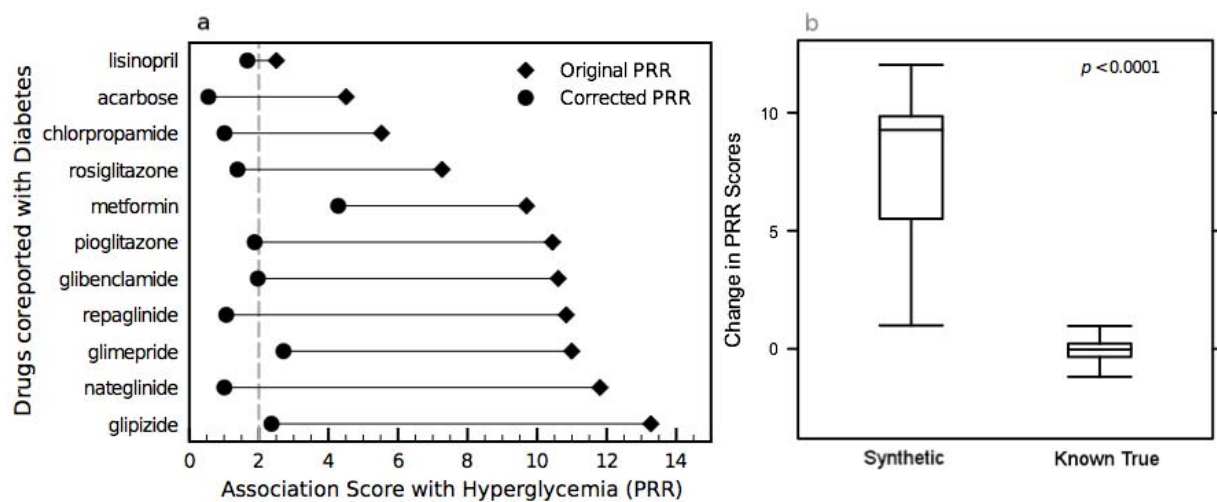 a
Drugs coreported with Diabetes
lisinopril
acarbose
chlorpropamide
rosiglitazone
metformin
pioglitazone
glibenclamide
repaglinide
glimepride
nateglinide
glipizide
Original PRR
Corrected PRR
0 2 4 6 8 10 12 14
Association Score with Hyperglycemia (PRR)
b
p <0.0001
Change in PRR Scores
10
5
0
Synthetic Known True